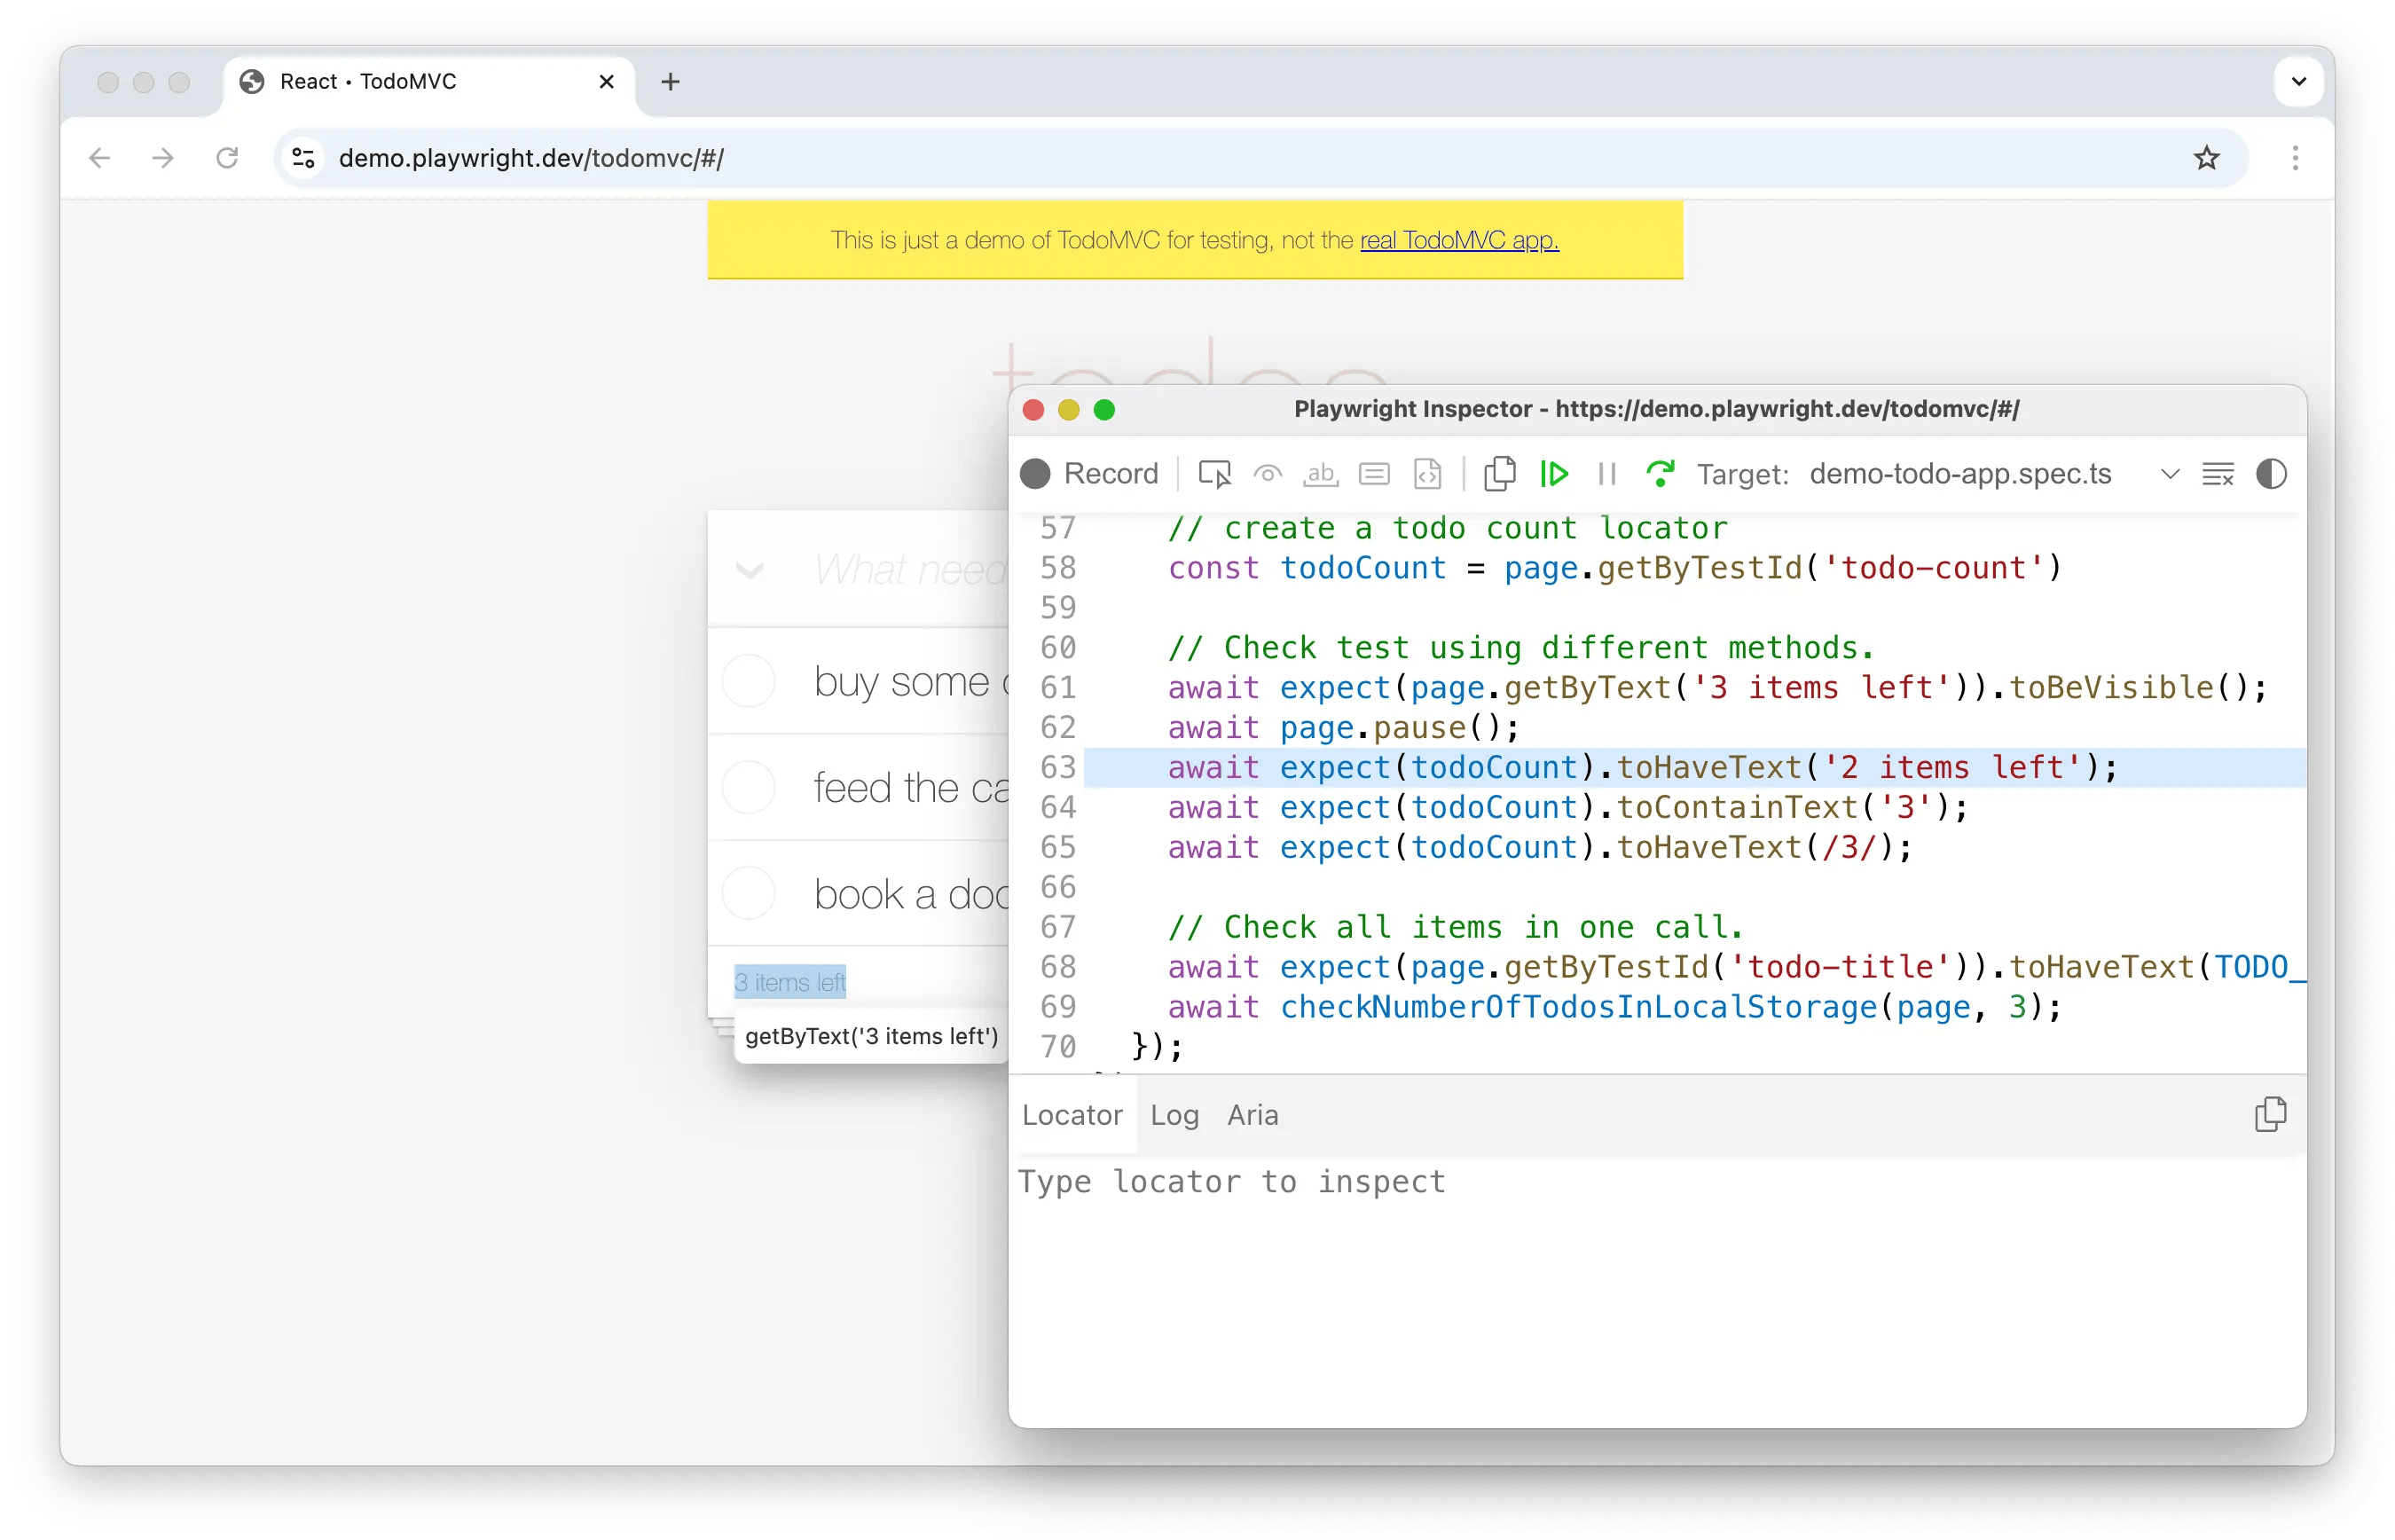 React • TodoMVC
demo.playwright.dev/todomvc/#/
This is just a demo of TodoMVC for testing, not the real TodoMVC app.
todos
What need
buy some
feed the ca
book a doc
3 items left
getByText('3 items left')
Playwright Inspector - https://demo.playwright.dev/todomvc/#/
Record ab Target: demo-todo-app.spec.ts
57 // create a todo count locator
58 const todoCount = page.getByTestId('todo-count')
59
60 // Check test using different methods.
61 await expect(page.getByText('3 items left')).toBeVisible();
62 await page.pause();
63 await expect(todoCount).toHaveText('2 items left');
64 await expect(todoCount).toContainText('3');
65 await expect(todoCount).toHaveText(/3/);
66
67 // Check all items in one call.
68 await expect(page.getByTestId('todo-title')).toHaveText(TODO_
69 await checkNumberOfTodosInLocalStorage(page, 3);
70 });
Locator Log Aria
Type locator to inspect